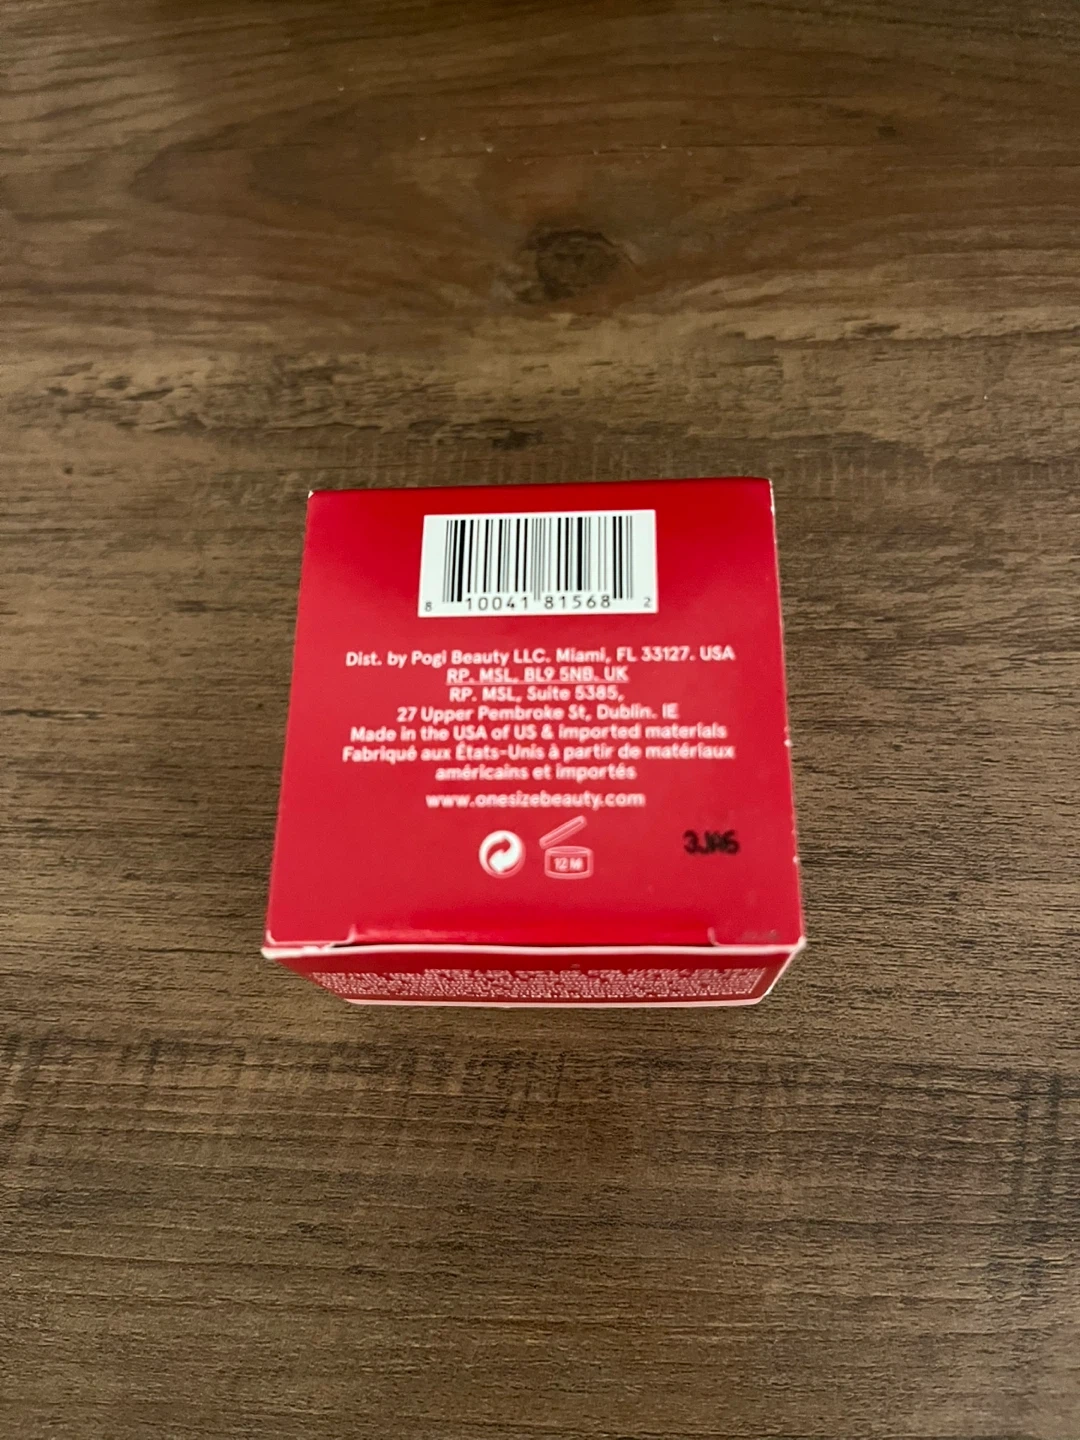 8 10041 81568 2
Dist. by Pogi Beauty LLC. Miami, FL 33127. USA
RP. MSL, BL9 5NB. UK
RP. MSL, Suite 5385,
27 Upper Pembroke St, Dublin. IE
Made in the USA of US & imported materials
Fabriqué aux États-Unis à partir de matériaux
américains et importés
www.onesizebeauty.com
12 M
3JA6